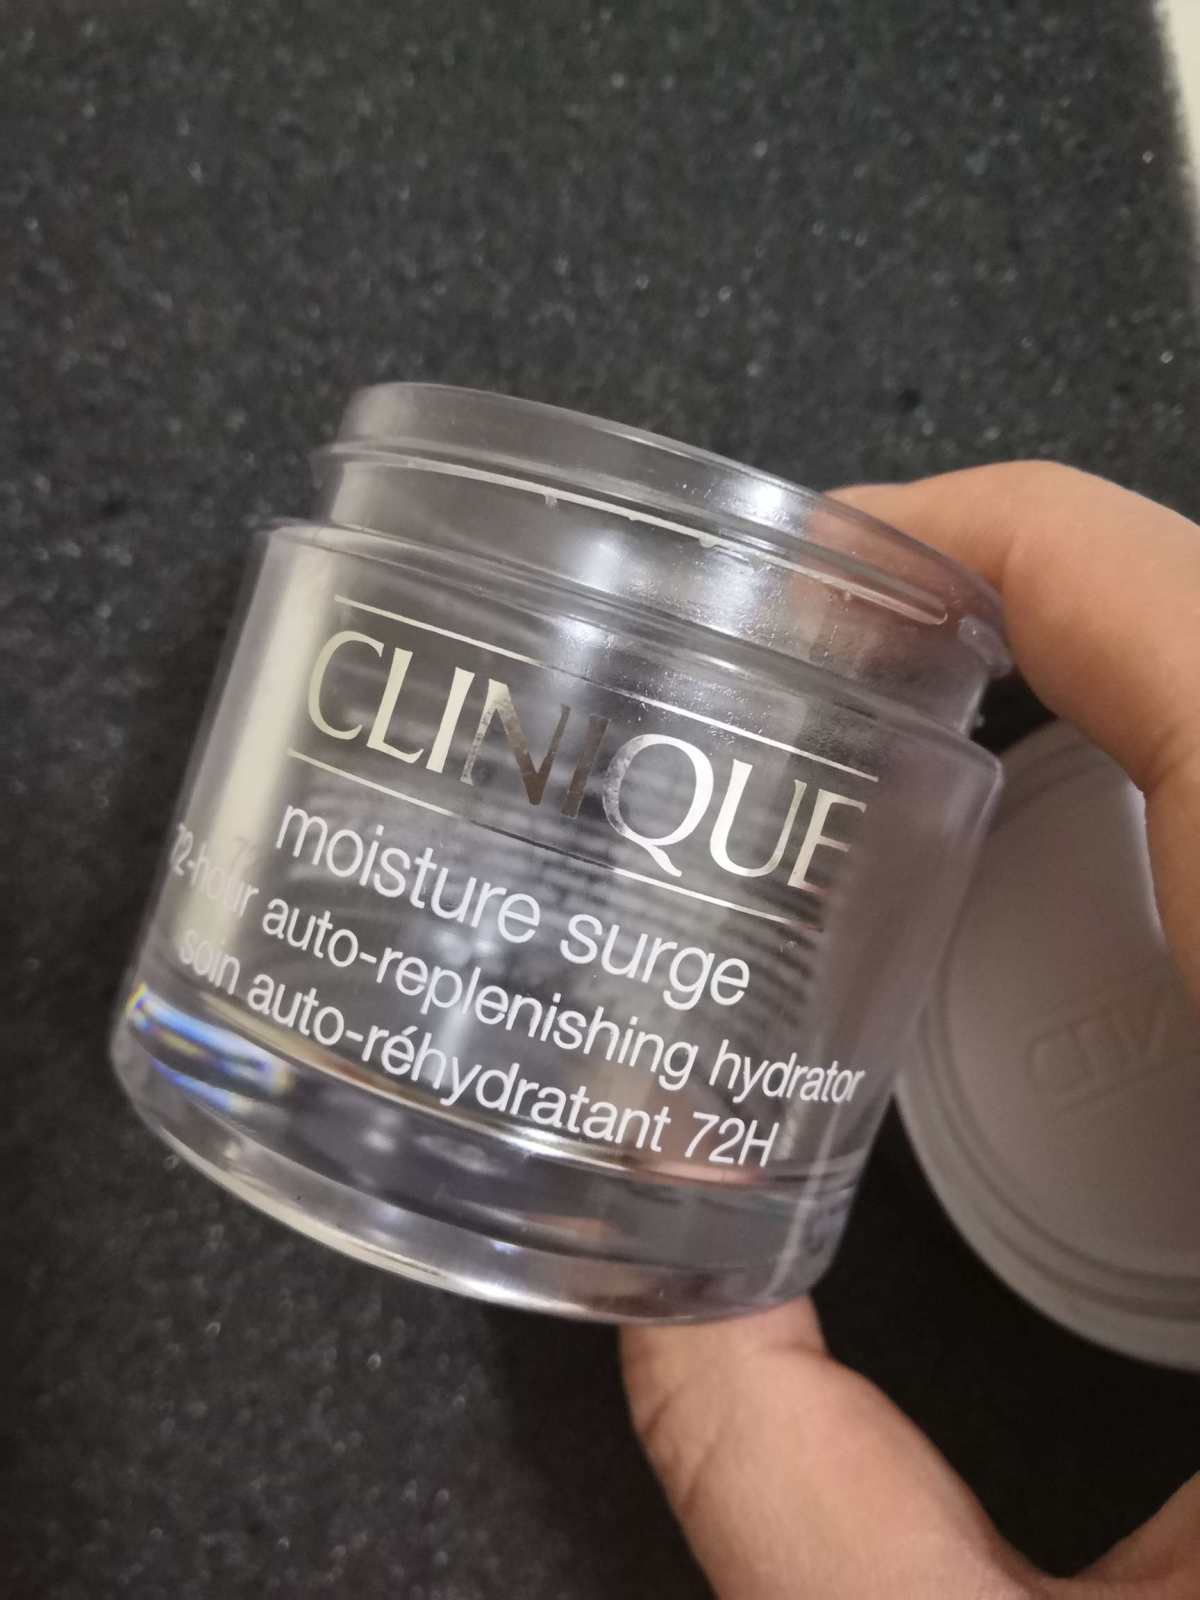 CLINIQUE
moisture surge
72-hour auto-replenishing hydrator
soin auto-réhydratant 72H